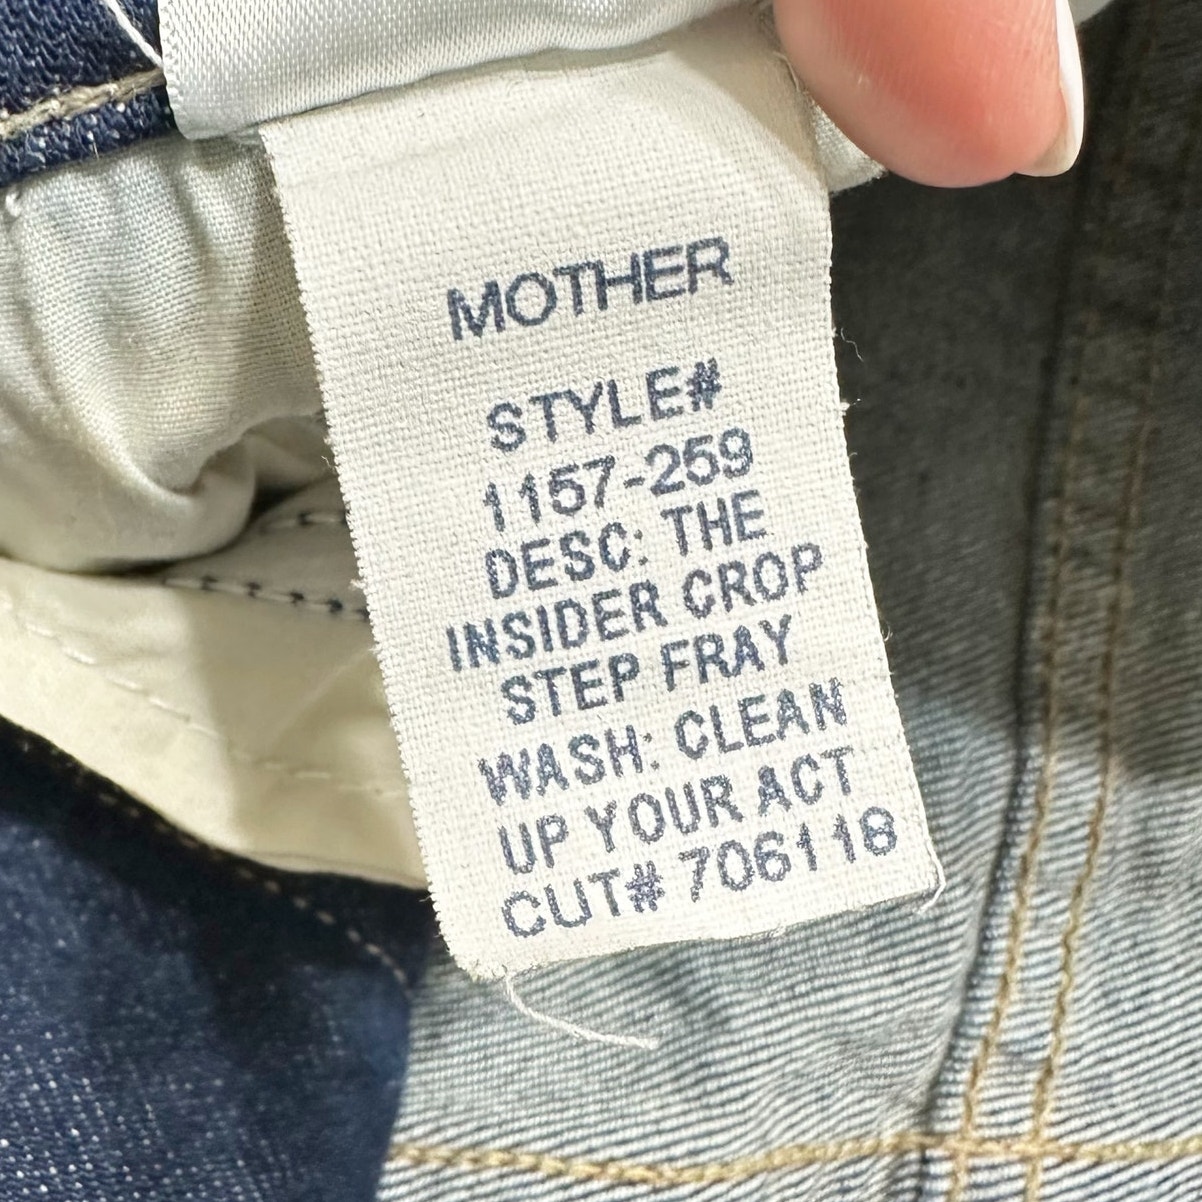 MOTHER
STYLE#
1157-259
DESC: THE
INSIDER CROP
STEP FRAY
WASH: CLEAN
UP YOUR ACT
CUT# 706118